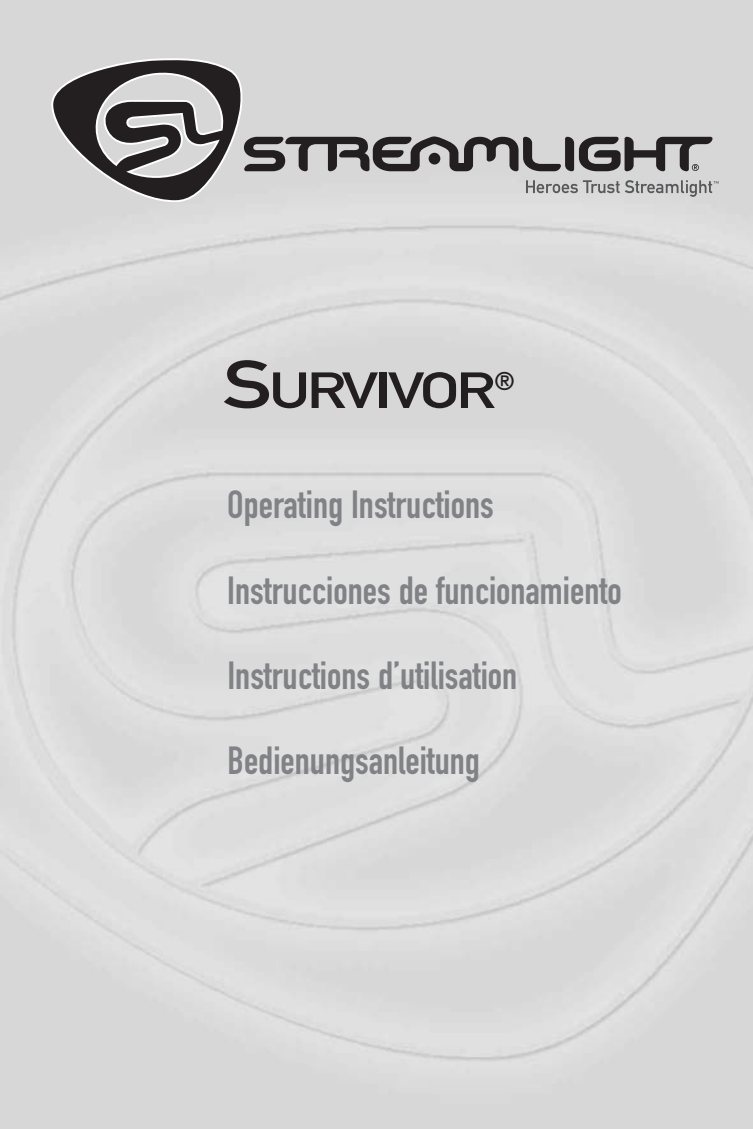 STREAMLIGHT®
Heroes Trust Streamlight™
SURVIVOR®
Operating Instructions
Instrucciones de funcionamiento
Instructions d’utilisation
Bedienungsanleitung